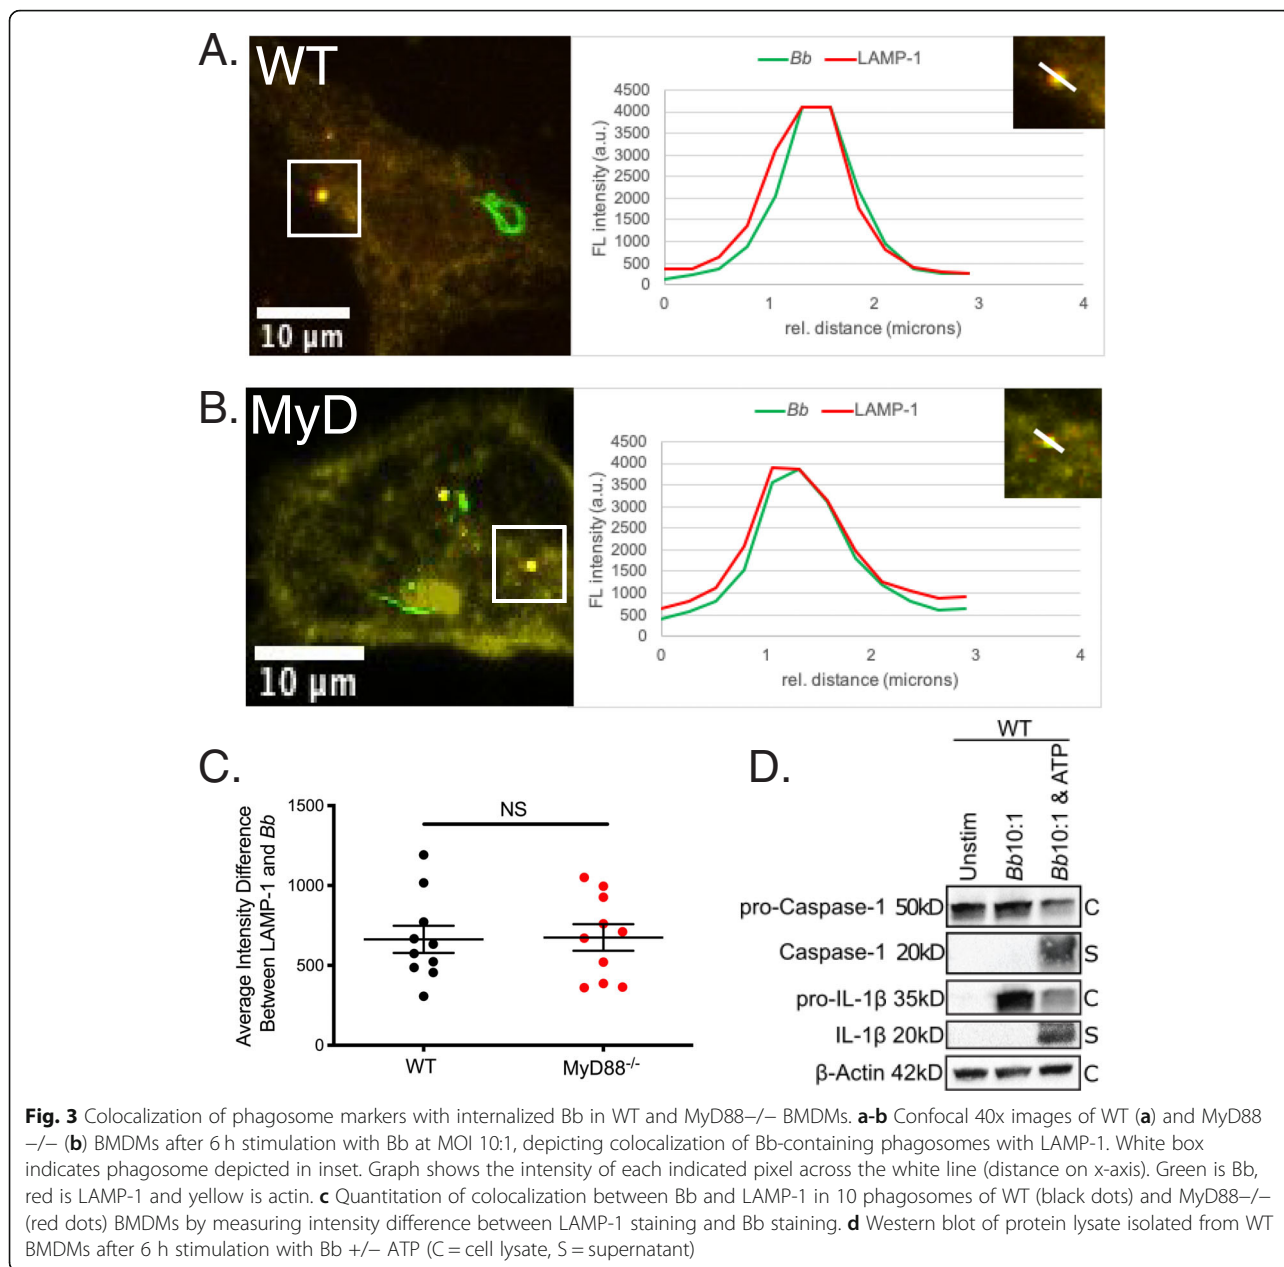 A.
WT
10 µm
Bb LAMP-1
FL intensity (a.u.)
4500
4000
3500
3000
2500
2000
1500
1000
500
0
0 1 2 3 4
rel. distance (microns)
B.
MyD
10 µm
Bb LAMP-1
FL intensity (a.u.)
4500
4000
3500
3000
2500
2000
1500
1000
500
0
0 1 2 3 4
rel. distance (microns)
C.
Average Intensity Difference
Between LAMP-1 and Bb
1500
1000
500
0
NS
WT MyD88-/-
D.
WT
Unstim
Bb10:1
Bb10:1 & ATP
pro-Caspase-1 50kD C
Caspase-1 20kD S
pro-IL-1β 35kD C
IL-1β 20kD S
β-Actin 42kD C
Fig. 3 Colocalization of phagosome markers with internalized Bb in WT and MyD88−/− BMDMs. a-b Confocal 40x images of WT (a) and MyD88
−/− (b) BMDMs after 6 h stimulation with Bb at MOI 10:1, depicting colocalization of Bb-containing phagosomes with LAMP-1. White box
indicates phagosome depicted in inset. Graph shows the intensity of each indicated pixel across the white line (distance on x-axis). Green is Bb,
red is LAMP-1 and yellow is actin. c Quantitation of colocalization between Bb and LAMP-1 in 10 phagosomes of WT (black dots) and MyD88−/−
(red dots) BMDMs by measuring intensity difference between LAMP-1 staining and Bb staining. d Western blot of protein lysate isolated from WT
BMDMs after 6 h stimulation with Bb +/− ATP (C = cell lysate, S = supernatant)